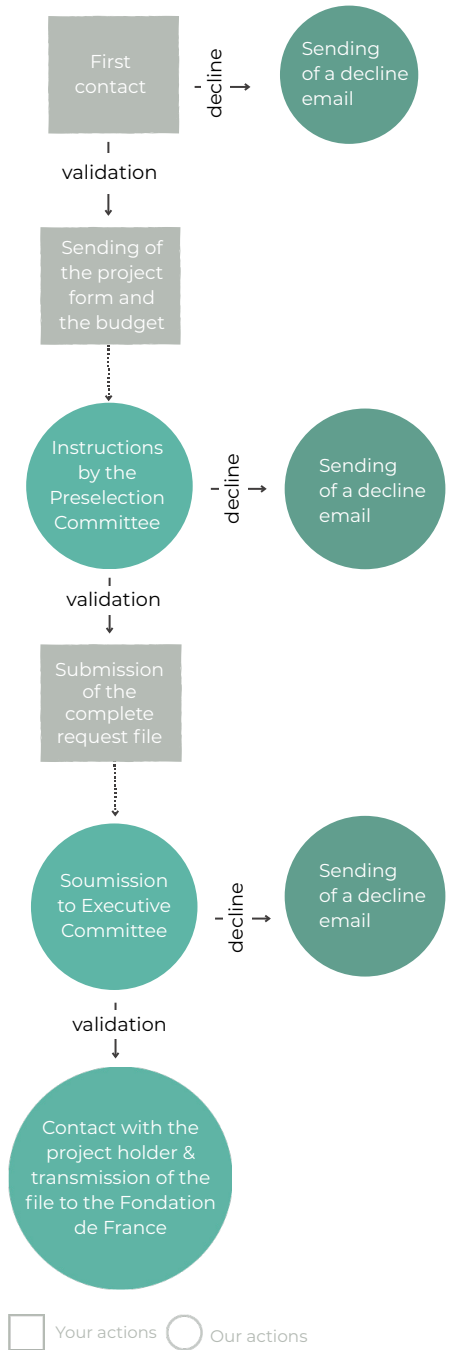 First
contact
decline
Sending
of a decline
email
validation
Sending of
the project
form and
the budget
Instructions
by the
Preselection
Committee
decline
Sending
of a decline
email
validation
Submission
of the
complete
request file
Soumission
to Executive
Committee
decline
Sending
of a decline
email
validation
Contact with the
project holder &
transmission of the
file to the Fondation
de France
Your actions
Our actions